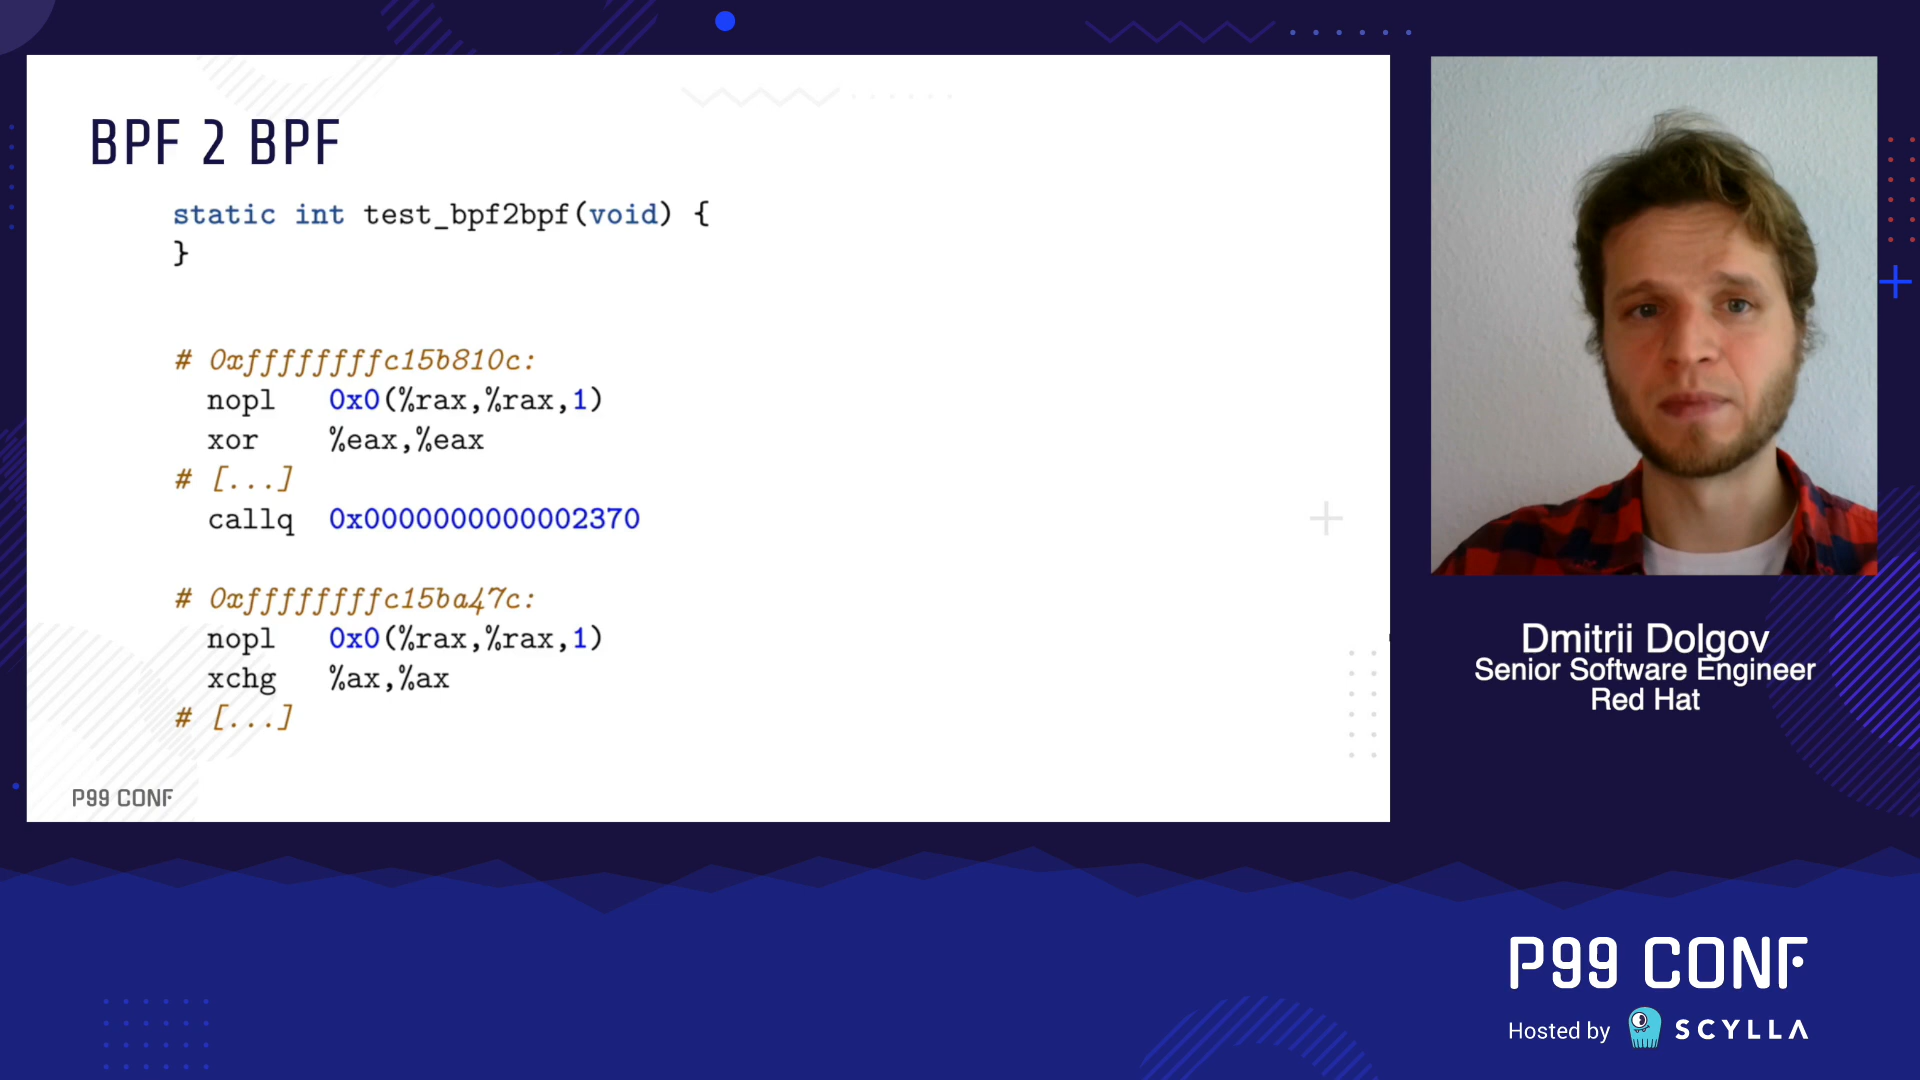 BPF 2 BPF
static int test_bpf2bpf(void) {
}
# 0xffffffffc15b810c:
nopl 0x0(%rax,%rax,1)
xor %eax,%eax
# [...]
callq 0x0000000000002370
# 0xffffffffc15ba47c:
nopl 0x0(%rax,%rax,1)
xchg %ax,%ax
# [...]
P99 CONF
Dmitrii Dolgov
Senior Software Engineer
Red Hat
P99 CONF
Hosted by SCYLLA